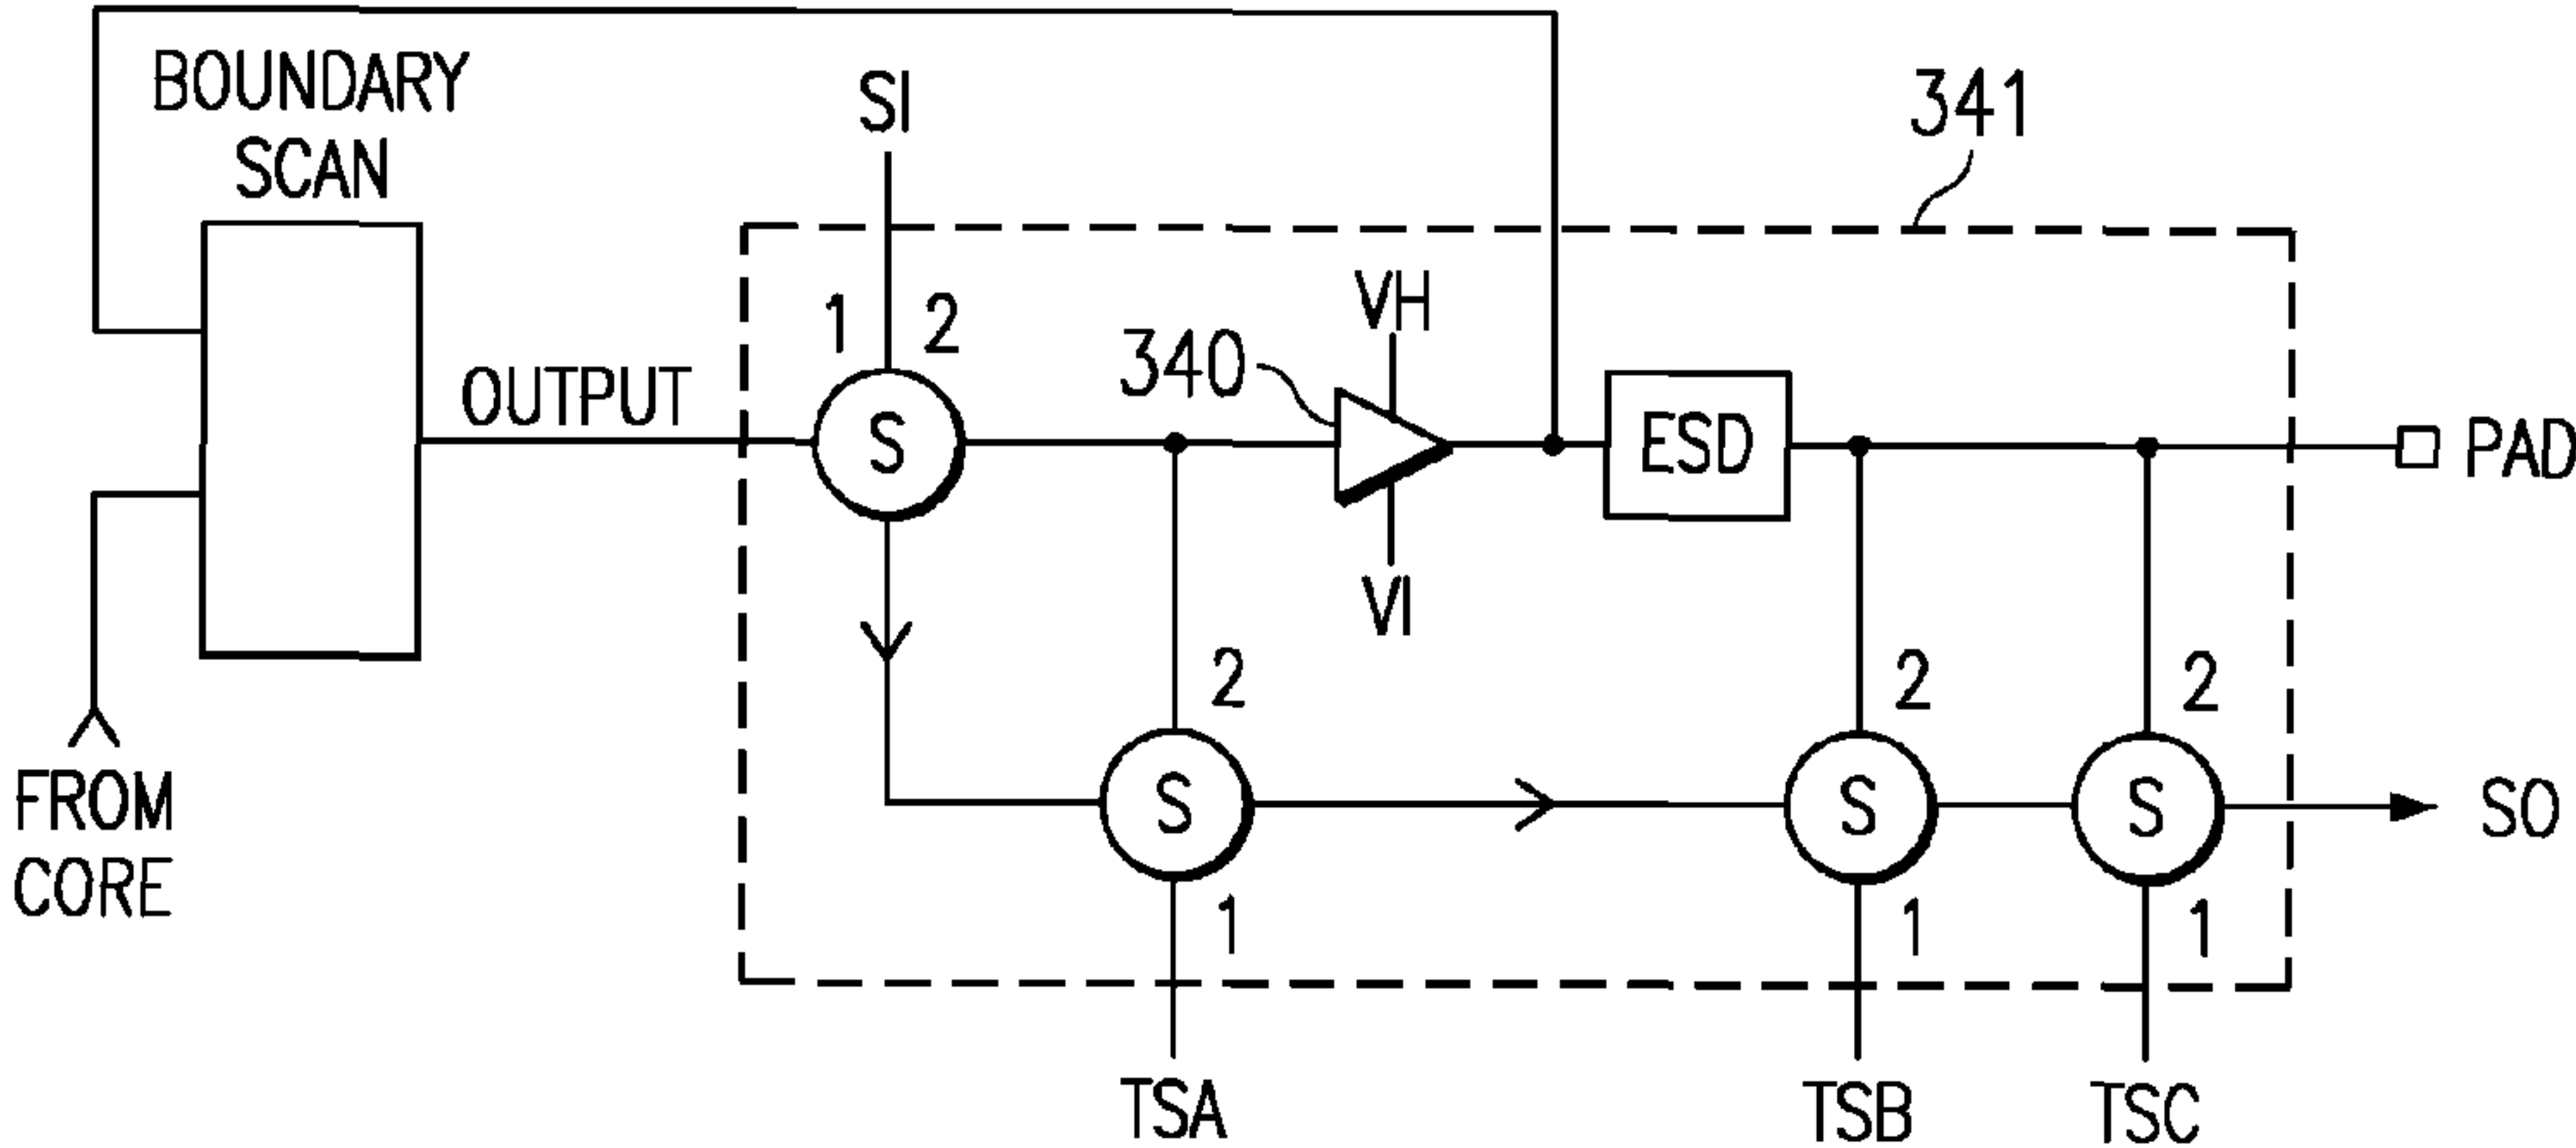 BOUNDARY
SCAN
SI
341
1 2
VH
340
OUTPUT
S
ESD
PAD
VI
2
2
2
S
S
S
SO
FROM
CORE
1
1
1
TSA
TSB
TSC